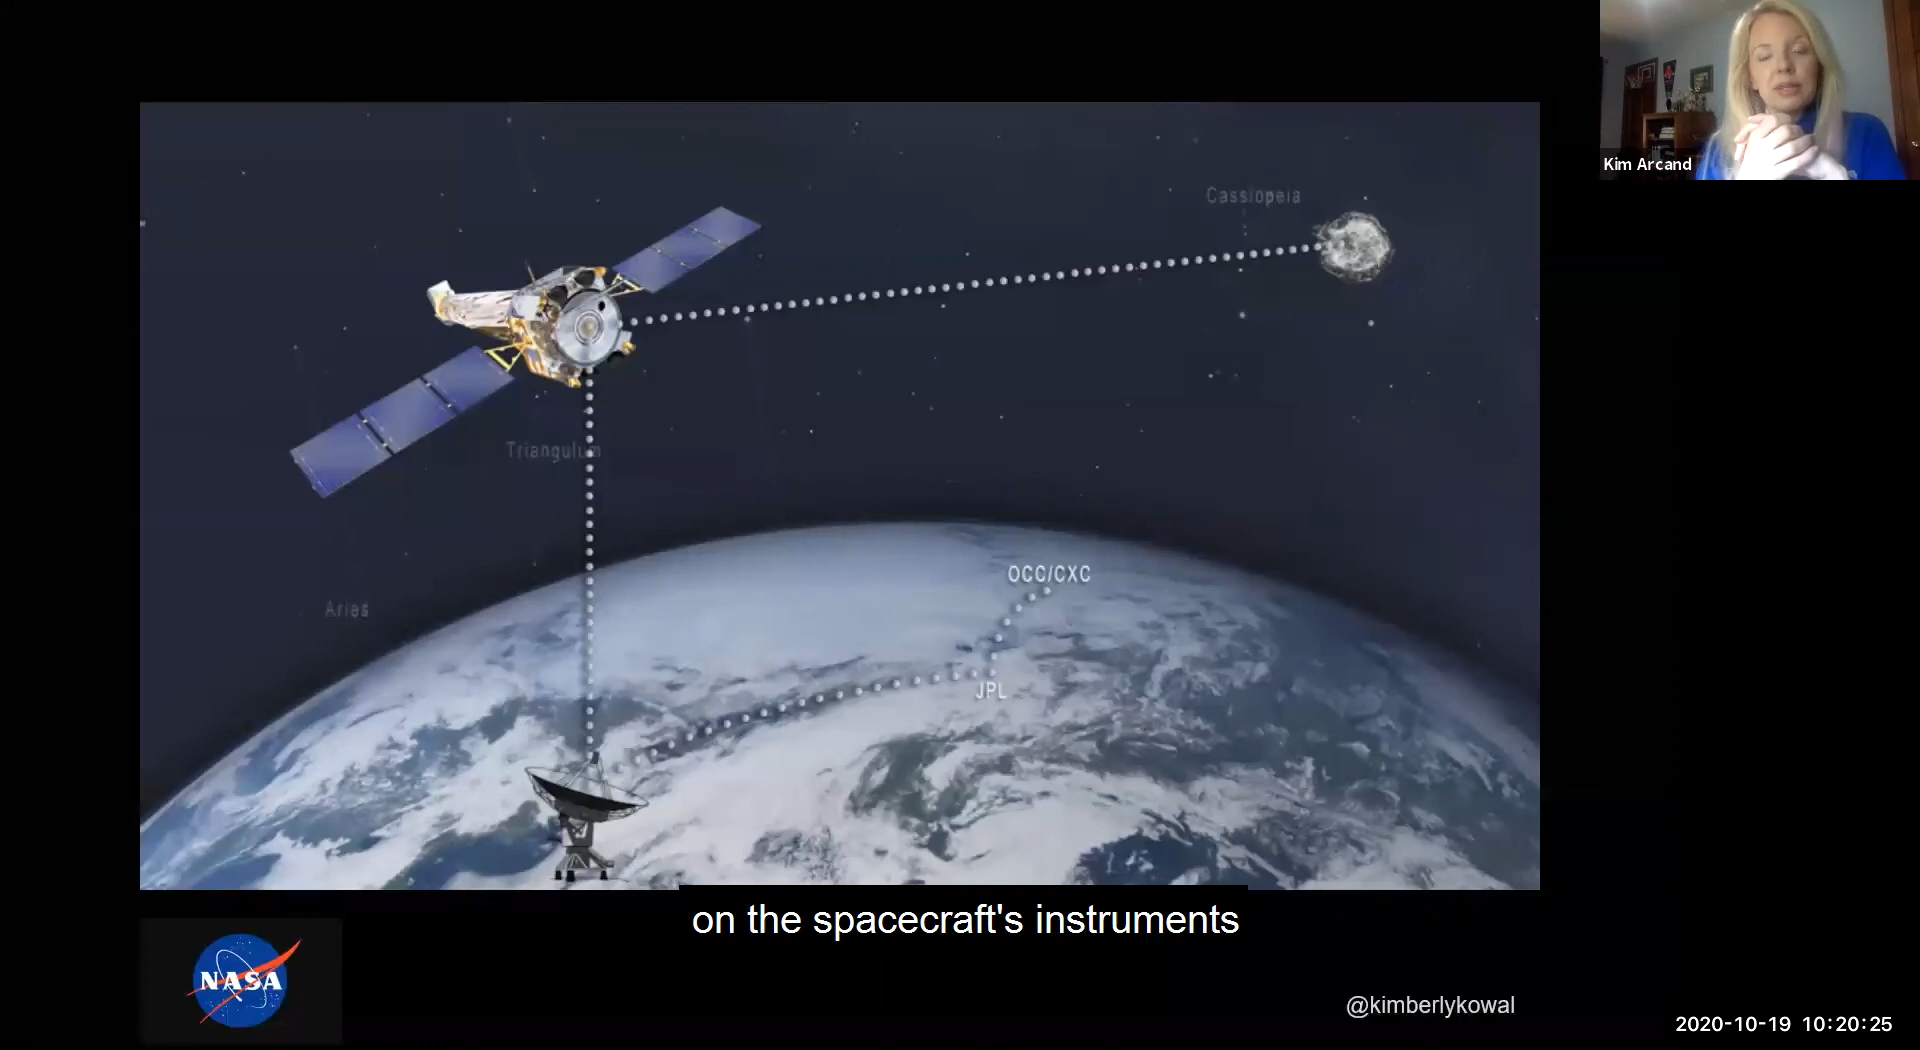 Kim Arcand
Cassiopeia
Triangulum
Aries
OCC/CXC
JPL
on the spacecraft's instruments
NASA
@kimberlykowal
2020-10-19 10:20:25